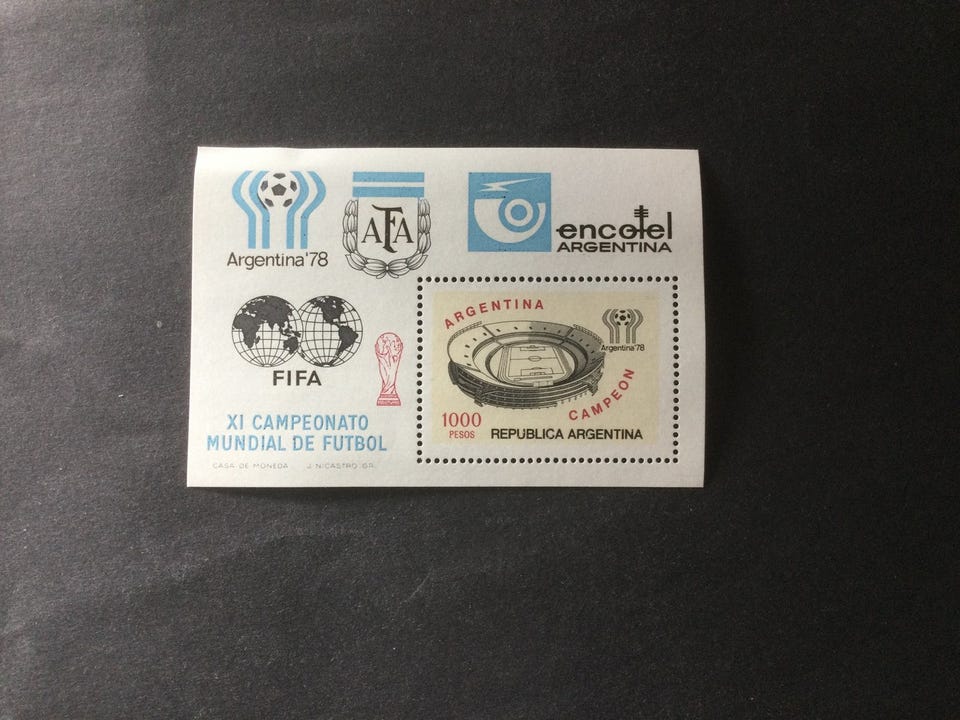 Argentina'78
AFA
encotel
ARGENTINA
FIFA
XI CAMPEONATO
MUNDIAL DE FUTBOL
CASA DE MONEDA J. NICASTRO GR.
ARGENTINA
Argentina'78
CAMPEON
1000
PESOS
REPUBLICA ARGENTINA